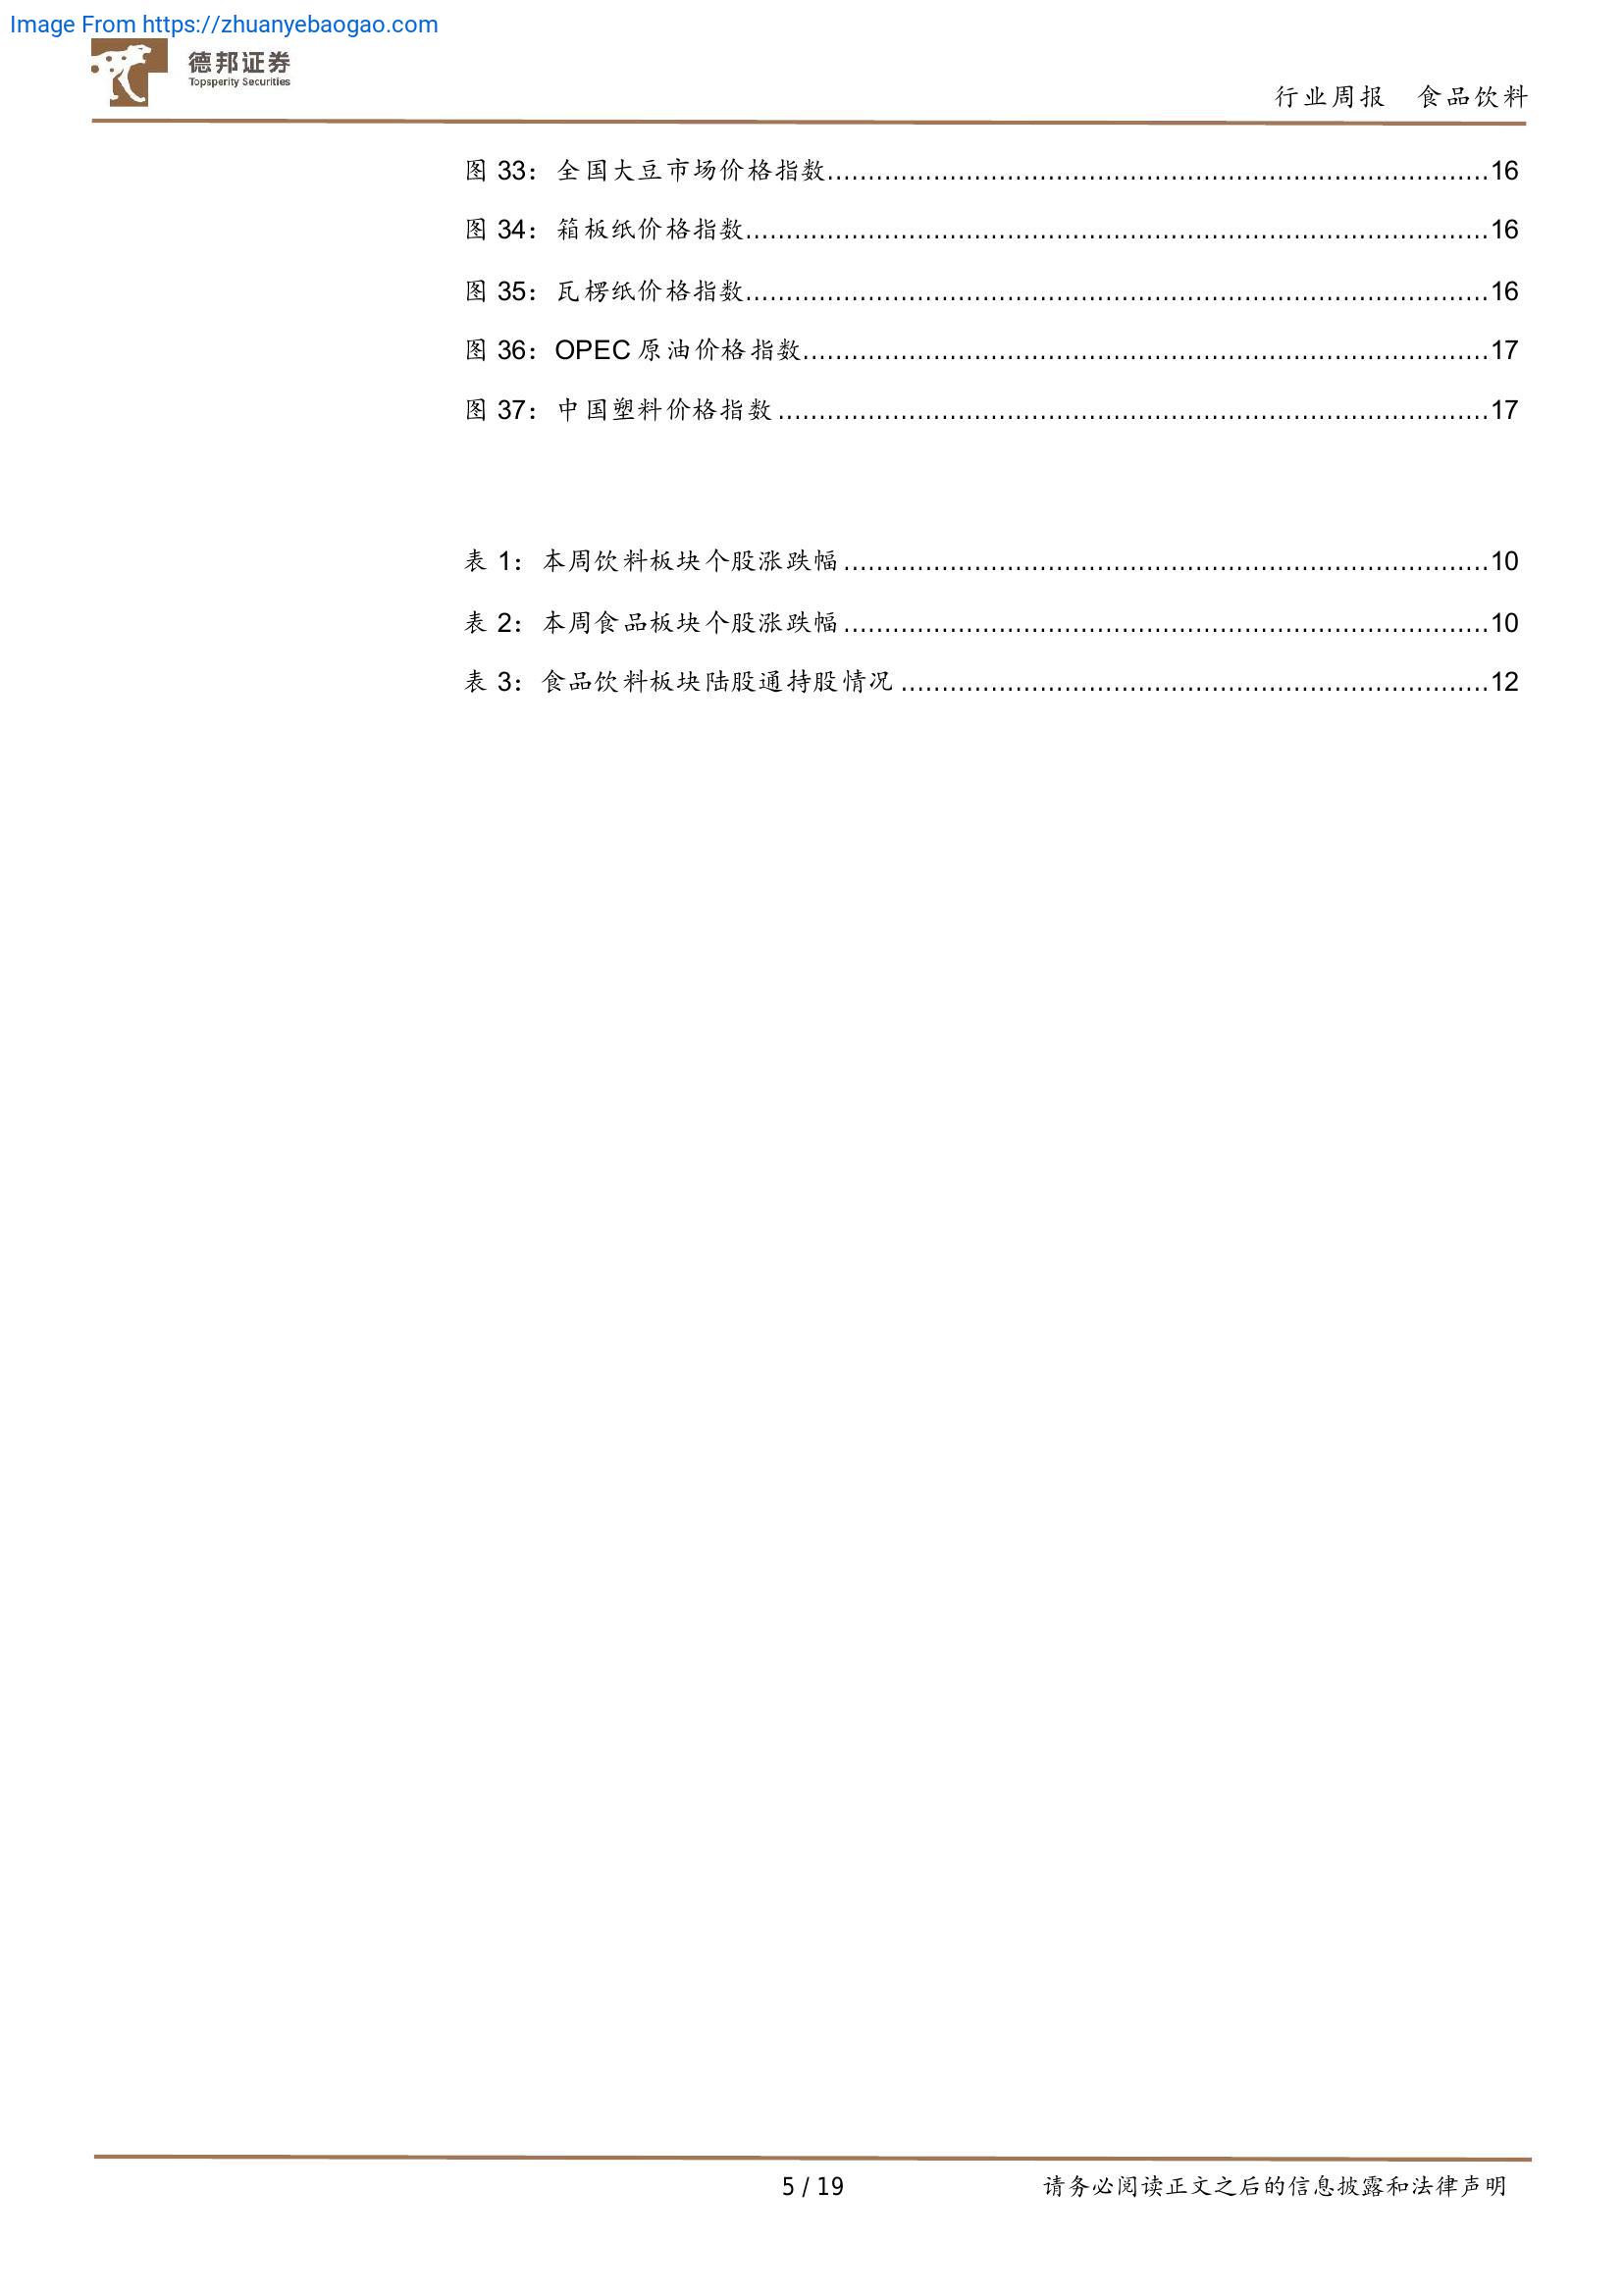 Image From https://zhuanyebaogao.com
德邦证券
Topsperity Securities
行业周报 食品饮料
图 33：全国大豆市场价格指数................................................................................16
图 34：箱板纸价格指数..........................................................................................16
图 35：瓦楞纸价格指数..........................................................................................16
图 36：OPEC 原油价格指数...................................................................................17
图 37：中国塑料价格指数......................................................................................17
表 1：本周饮料板块个股涨跌幅..............................................................................10
表 2：本周食品板块个股涨跌幅..............................................................................10
表 3：食品饮料板块陆股通持股情况.......................................................................12
5 / 19
请务必阅读正文之后的信息披露和法律声明